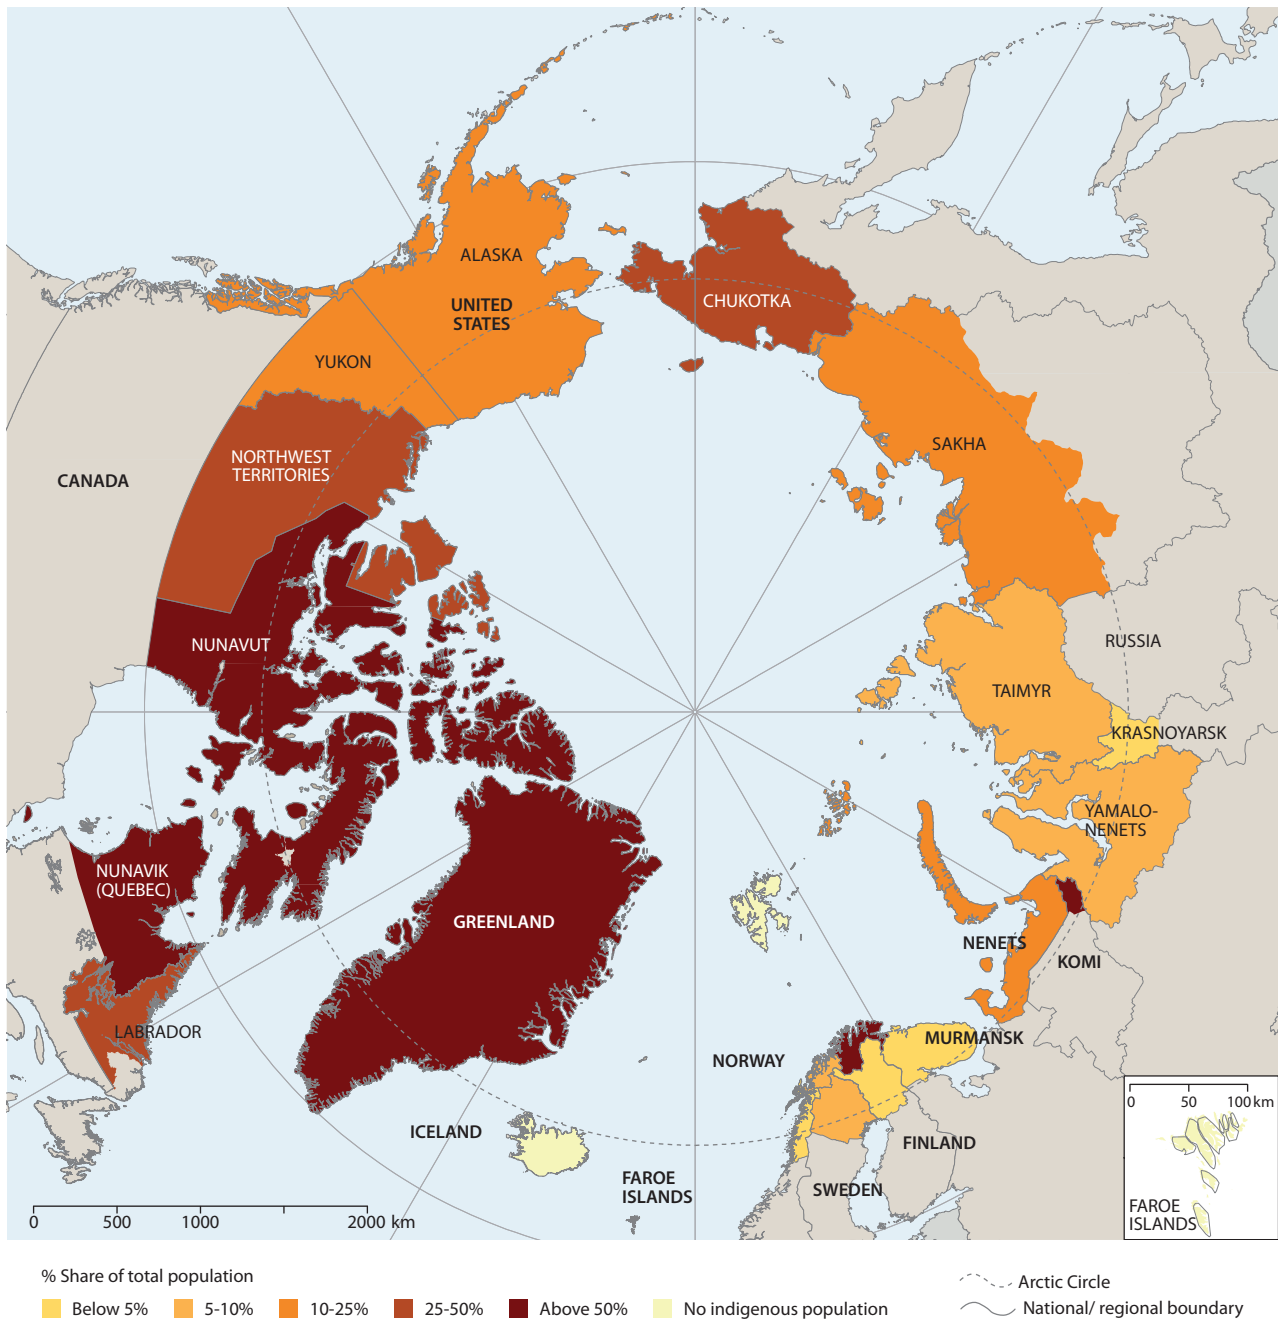 ALASKA
UNITED
STATES
CHUKOTKA
YUKON
SAKHA
NORTHWEST
TERRITORIES
CANADA
NUNAVUT
RUSSIA
TAIMYR
KRASNOYARSK
YAMALO-
NENETS
NUNAVIK
(QUEBEC)
GREENLAND
NENETS
KOMI
LABRADOR
MURMANSK
NORWAY
ICELAND
FINLAND
SWEDEN
FAROE
ISLANDS
0 50 100 km
FAROE
ISLANDS
0 500 1000 2000 km
% Share of total population
Below 5% 5-10% 10-25% 25-50% Above 50% No indigenous population
Arctic Circle
National/ regional boundary